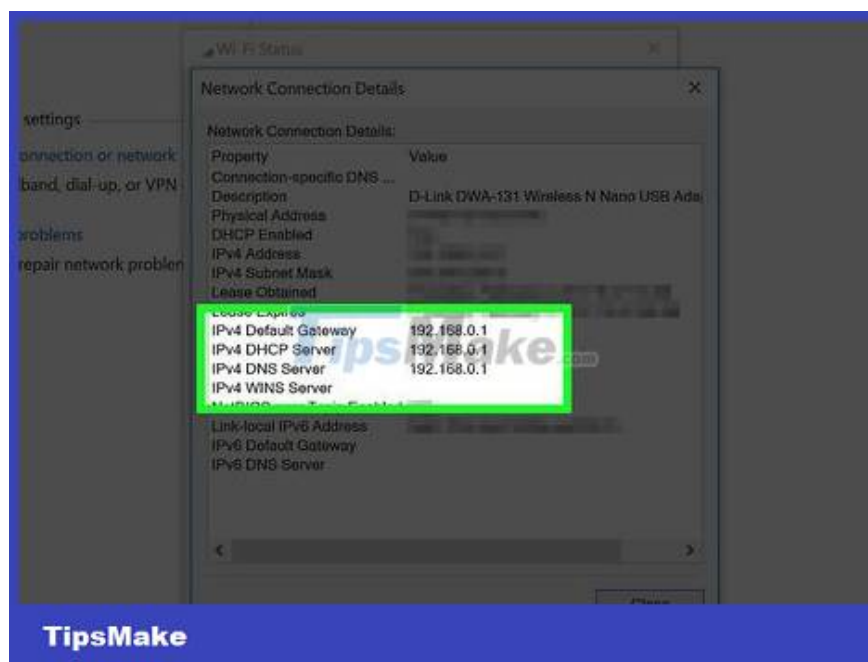 Wi-Fi Status
Network Connection Details
settings
Network Connection Details:
onnection or network
Property Value
band, dial-up, or VPN
Connection-specific DNS ...
Description D-Link DWA-131 Wireless N Nano USB Ada
Physical Address
roblems
DHCP Enabled
IPv4 Address
repair network problen
IPv4 Subnet Mask
Lease Obtained
Lease Expires
IPv4 Default Gateway 192.168.0.1
IPv4 DHCP Server 192.168.0.1
IPv4 DNS Server 192.168.0.1
IPv4 WINS Server
TipsMake.com
Link-local IPv6 Address
IPv6 Default Gateway
IPv6 DNS Server
Close
TipsMake